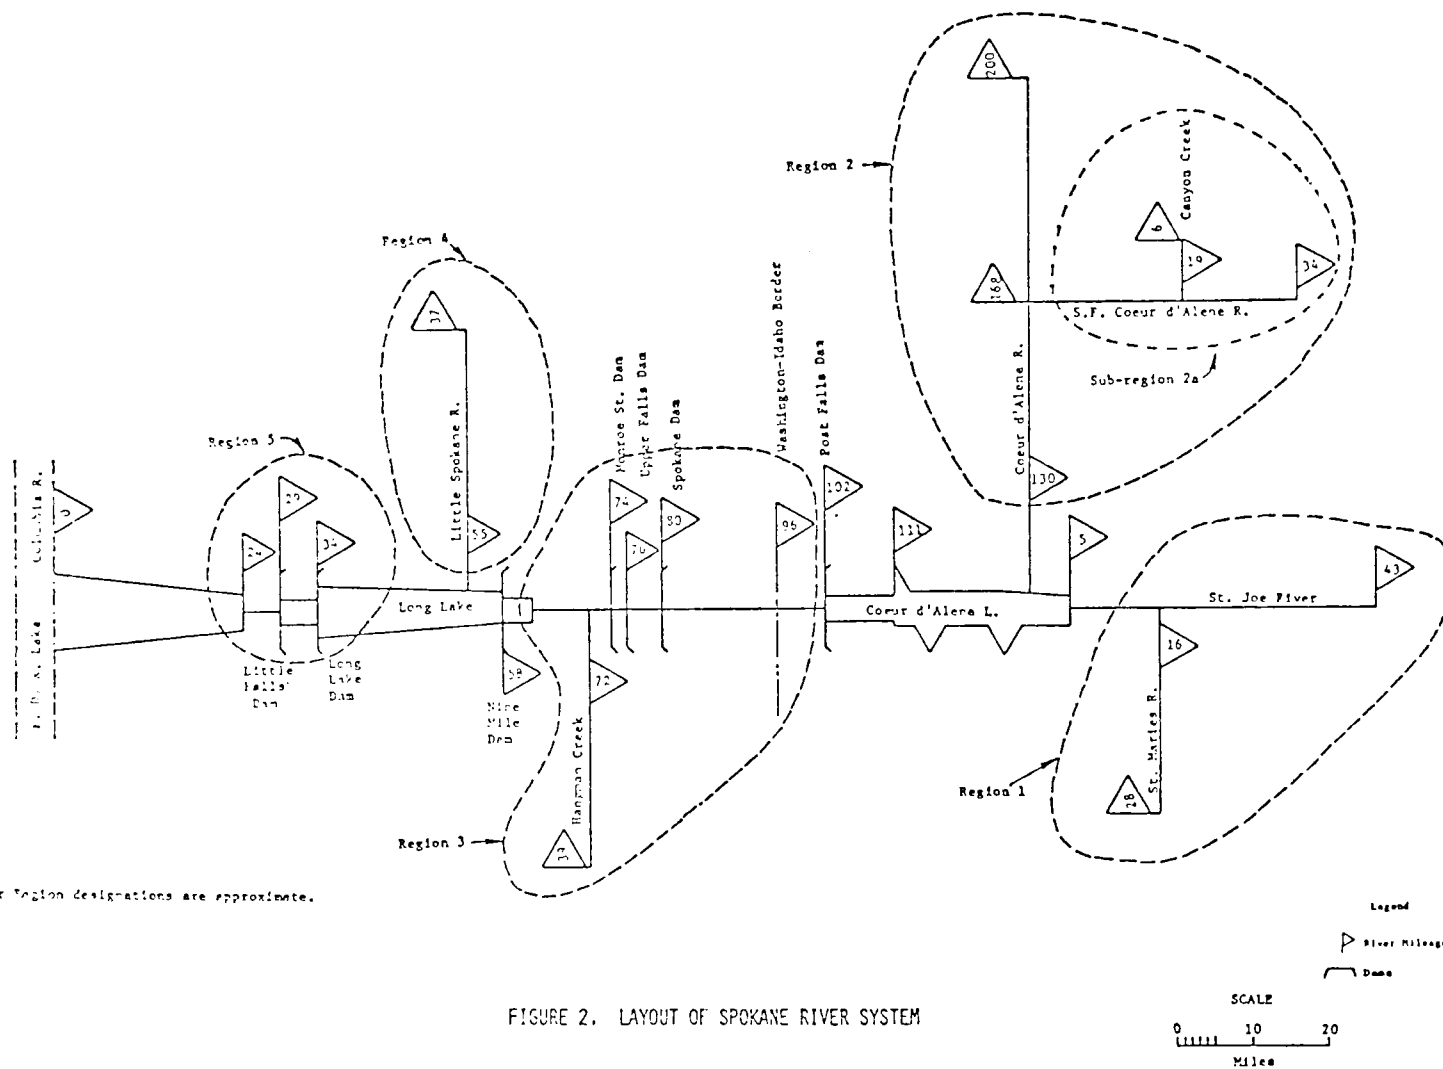 200
Region 2
Canyon Creek
6
19
34
168
S.F. Coeur d'Alene R.
Sub-region 2a
Coeur d'Alene R.
130
Region 4
37
Little Spokane R.
55
Region 5
29
24
34
Monroe St. Dam
Upper Falls Dam
Spokane Dam
74
76
80
Washington-Idaho Border
96
Post Falls Dam
102
111
5
43
0
Columbia R.
Lake
Long Lake
Coeur d'Alene L.
St. Joe River
Little
Falls
Dam
Long
Lake
Dam
58
Nine
Mile
Dam
72
Hangman Creek
39
Region 3
16
St. Maries R.
28
Region 1
Region designations are approximate.
Legend
River Mileage
Dams
FIGURE 2. LAYOUT OF SPOKANE RIVER SYSTEM
SCALE
0 10 20
Miles